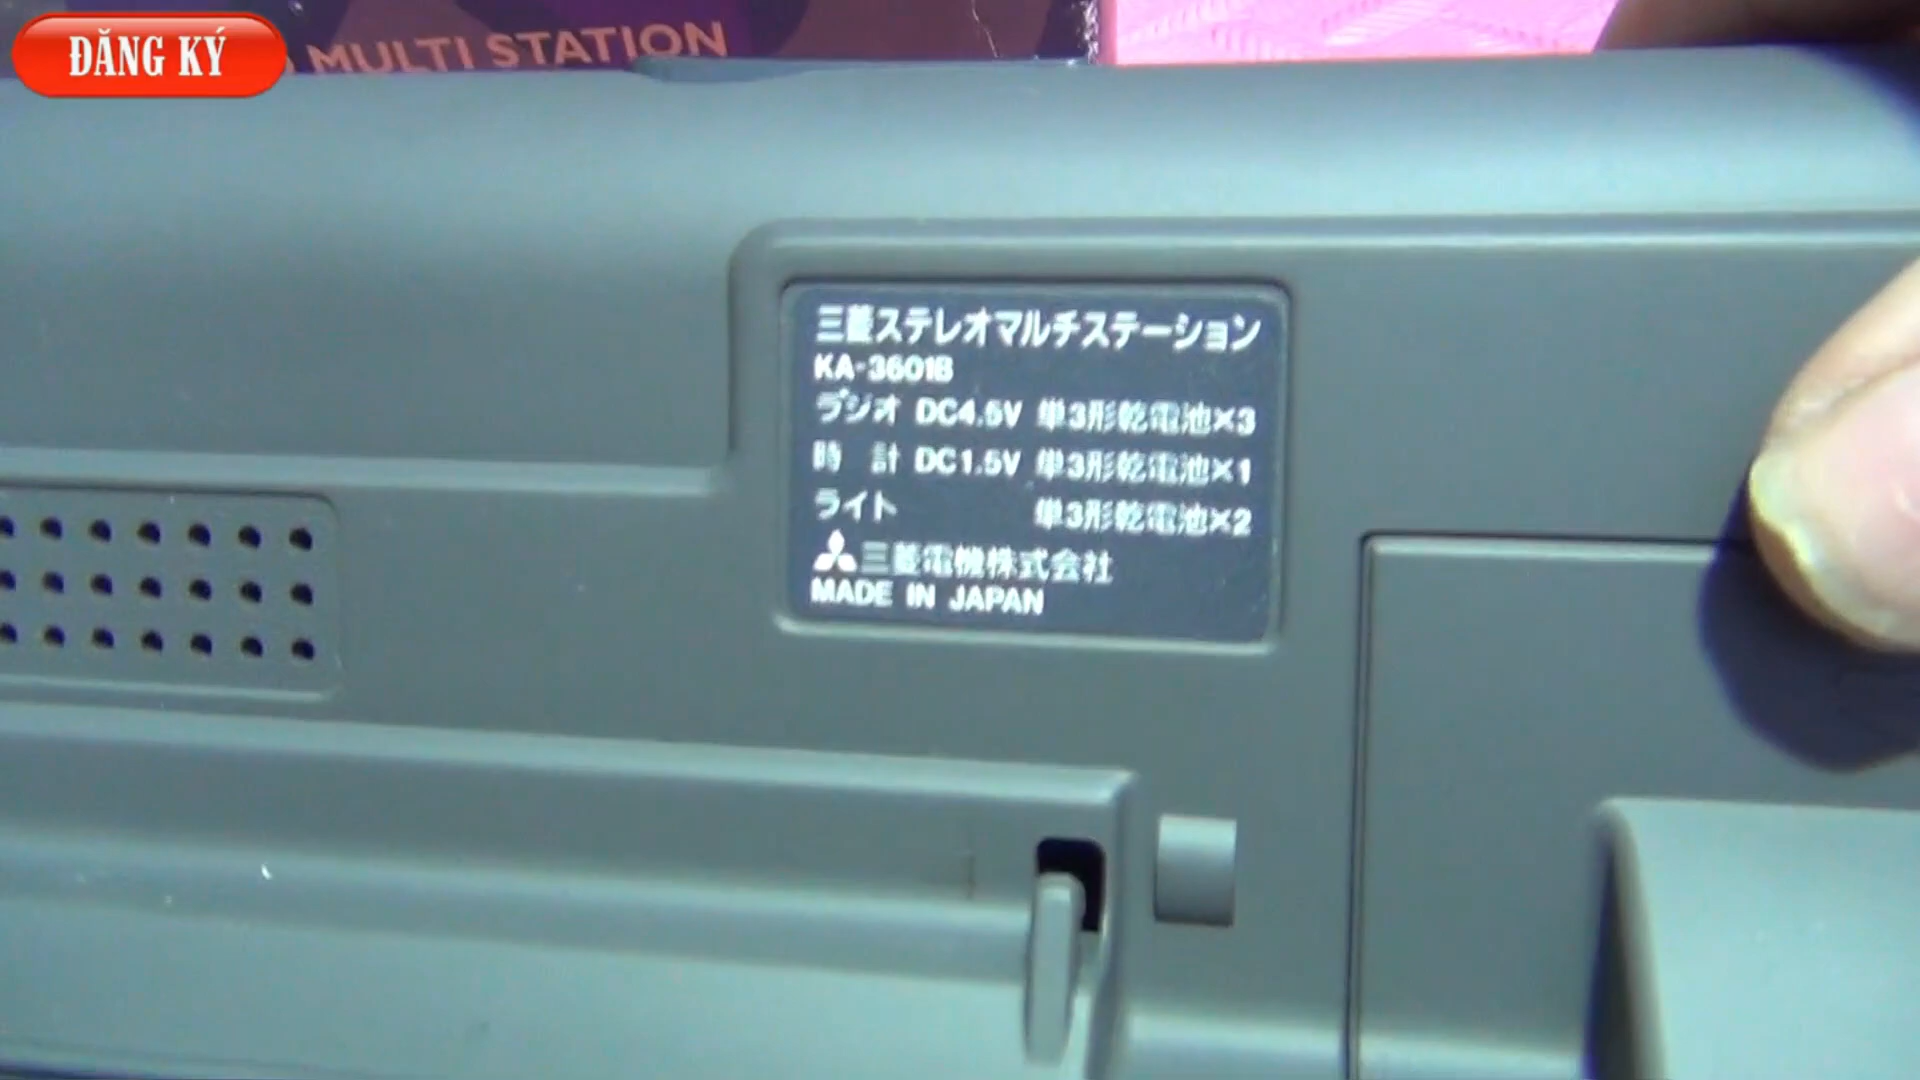 ĐĂNG KÝ
MULTI STATION
三菱ステレオマルチステーション
KA-3601B
ラジオ DC4.5V 単3形乾電池×3
時 計 DC1.5V 単3形乾電池×1
ライト 単3形乾電池×2
三菱電機株式会社
MADE IN JAPAN